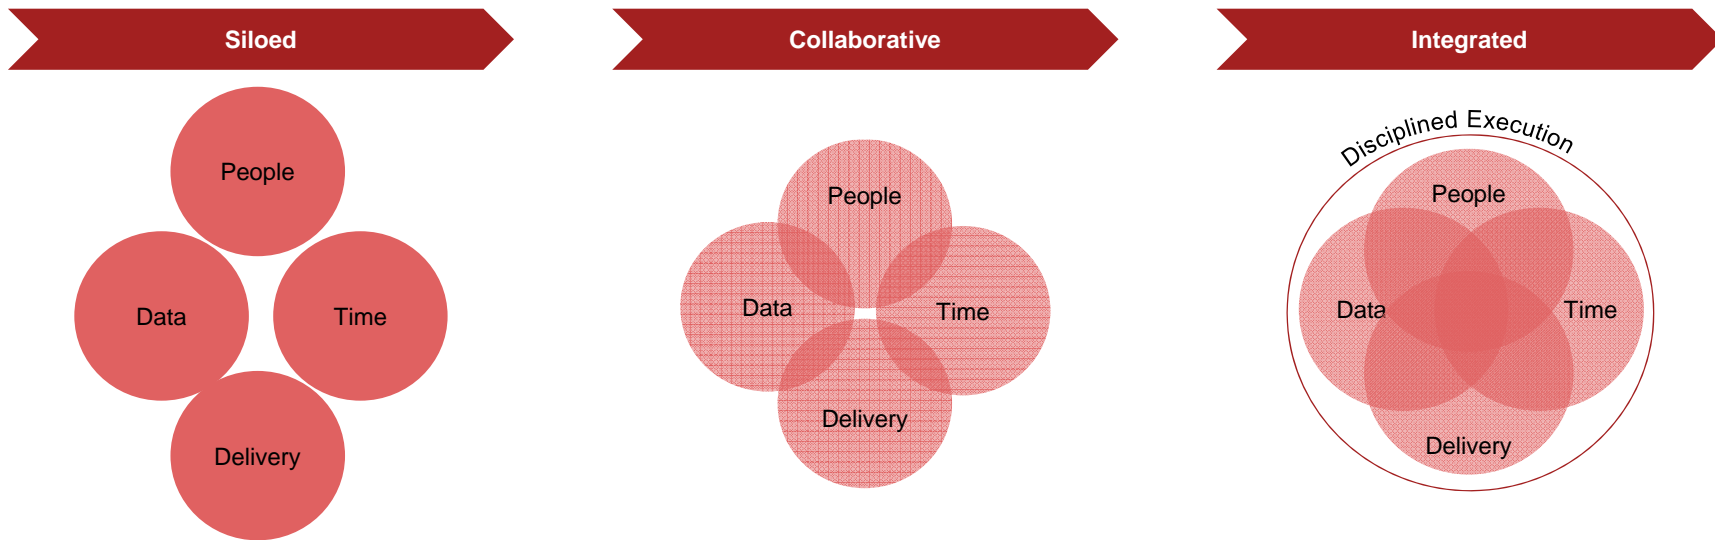 Siloed
People
Data
Time
Delivery
Collaborative
People
Data
Time
Delivery
Integrated
Disciplined Execution
People
Data
Time
Delivery